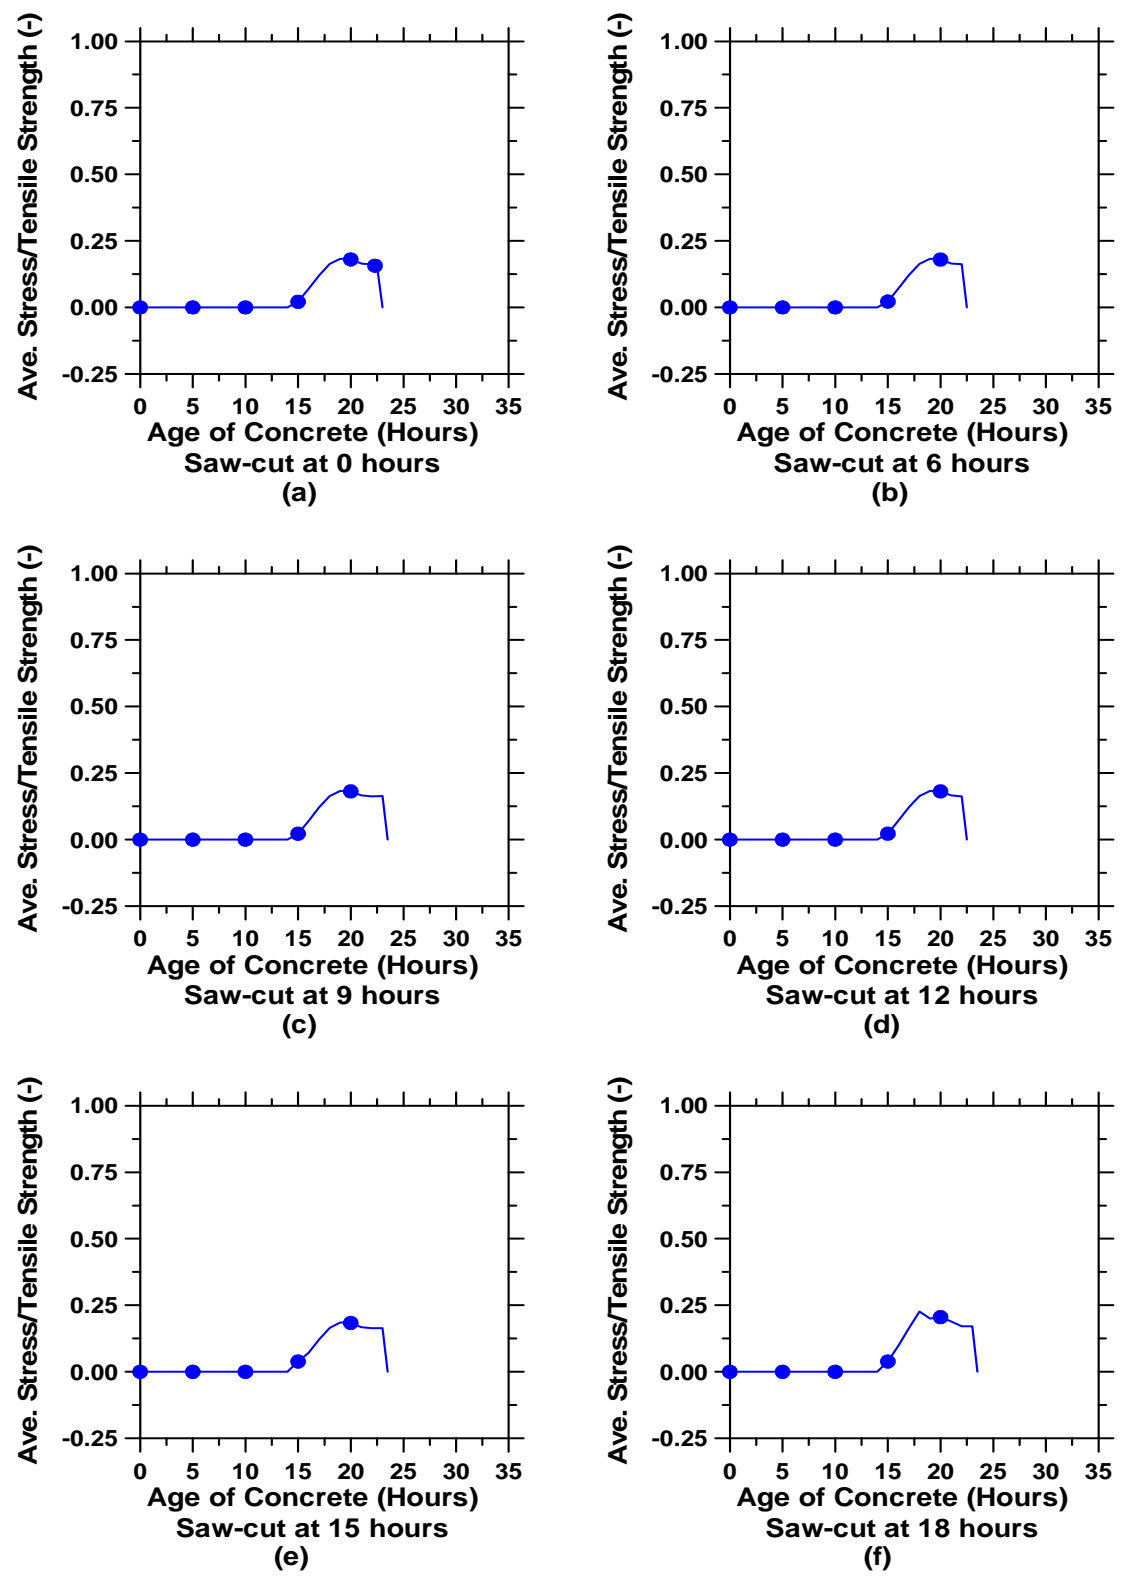 Ave. Stress/Tensile Strength (-)
1.00
0.75
0.50
0.25
0.00
-0.25
0 5 10 15 20 25 30 35
Age of Concrete (Hours)
Saw-cut at 0 hours
(a)
Ave. Stress/Tensile Strength (-)
1.00
0.75
0.50
0.25
0.00
-0.25
0 5 10 15 20 25 30 35
Age of Concrete (Hours)
Saw-cut at 6 hours
(b)
Ave. Stress/Tensile Strength (-)
1.00
0.75
0.50
0.25
0.00
-0.25
0 5 10 15 20 25 30 35
Age of Concrete (Hours)
Saw-cut at 9 hours
(c)
Ave. Stress/Tensile Strength (-)
1.00
0.75
0.50
0.25
0.00
-0.25
0 5 10 15 20 25 30 35
Age of Concrete (Hours)
Saw-cut at 12 hours
(d)
Ave. Stress/Tensile Strength (-)
1.00
0.75
0.50
0.25
0.00
-0.25
0 5 10 15 20 25 30 35
Age of Concrete (Hours)
Saw-cut at 15 hours
(e)
Ave. Stress/Tensile Strength (-)
1.00
0.75
0.50
0.25
0.00
-0.25
0 5 10 15 20 25 30 35
Age of Concrete (Hours)
Saw-cut at 18 hours
(f)